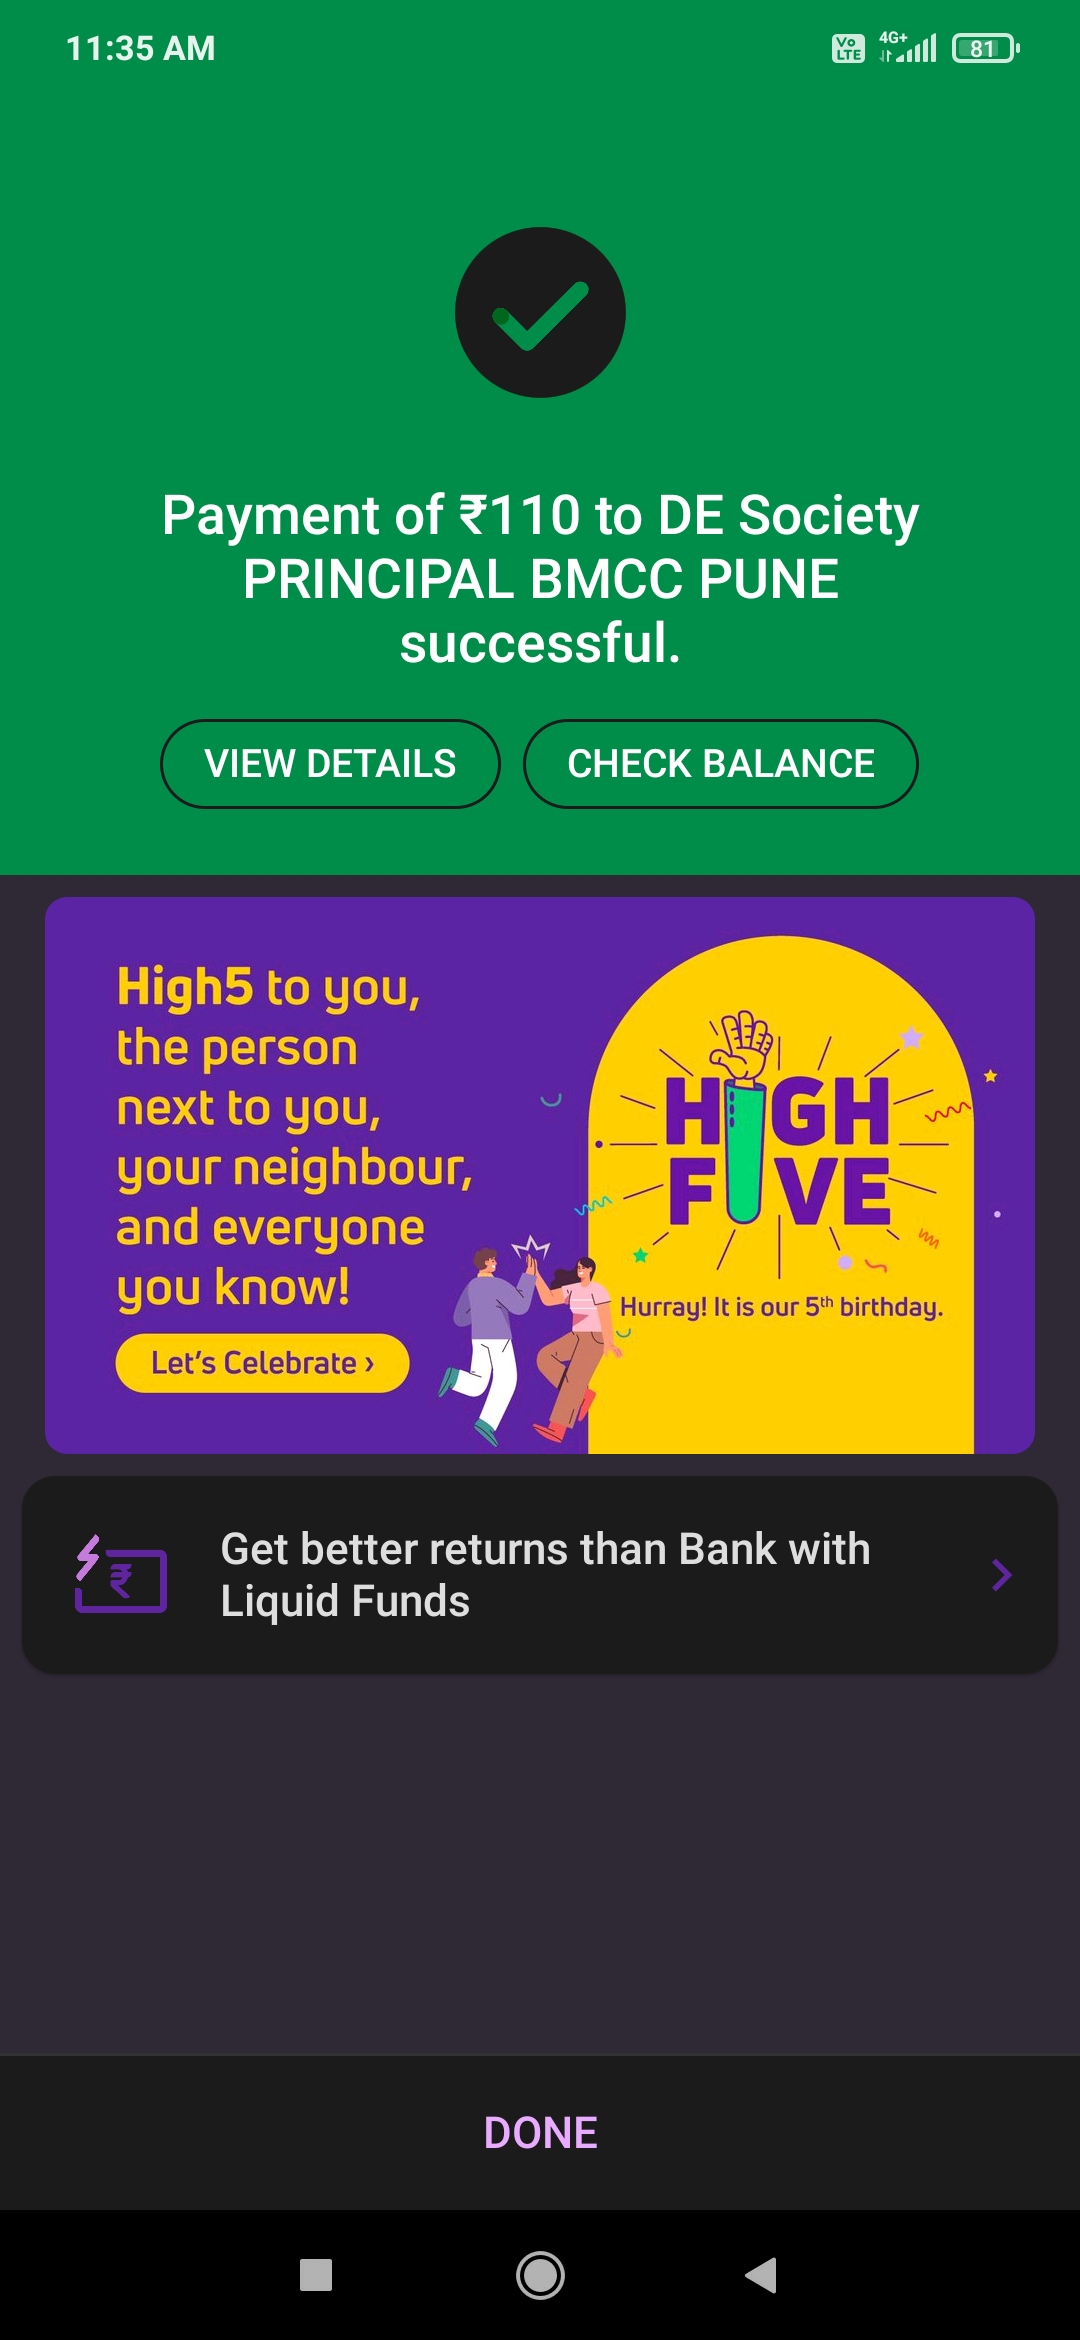 11:35 AM
Vo
LTE
4G+
81
Payment of ₹110 to DE Society
PRINCIPAL BMCC PUNE
successful.
VIEW DETAILS
CHECK BALANCE
High5 to you,
the person
next to you,
your neighbour,
and everyone
you know!
Let's Celebrate ›
HIGH
FIVE
Hurray! It is our 5th birthday.
₹
Get better returns than Bank with
Liquid Funds
DONE